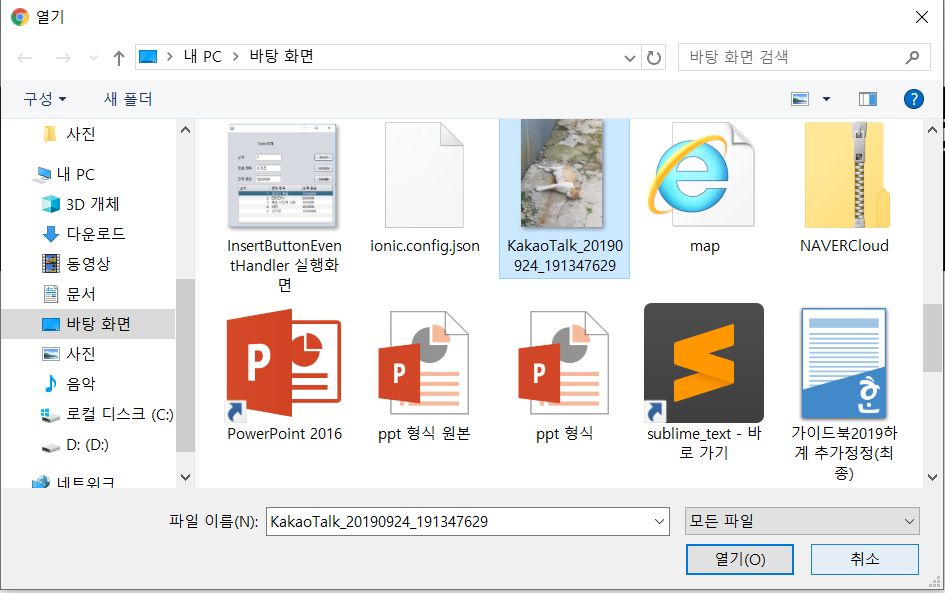 열기
내 PC
바탕 화면
바탕 화면 검색
구성
새 폴더
?
사진
내 PC
3D 개체
다운로드
동영상
문서
바탕 화면
사진
음악
로컬 디스크 (C:)
D: (D:)
네트워크
InsertButtonEven
tHandler 실행화
면
ionic.config.json
KakaoTalk_20190
924_191347629
map
NAVERCloud
PowerPoint 2016
ppt 형식 원본
ppt 형식
sublime_text - 바
로 가기
가이드북2019하
계 추가정정(최
종)
파일 이름(N):
KakaoTalk_20190924_191347629
모든 파일
열기(O)
취소